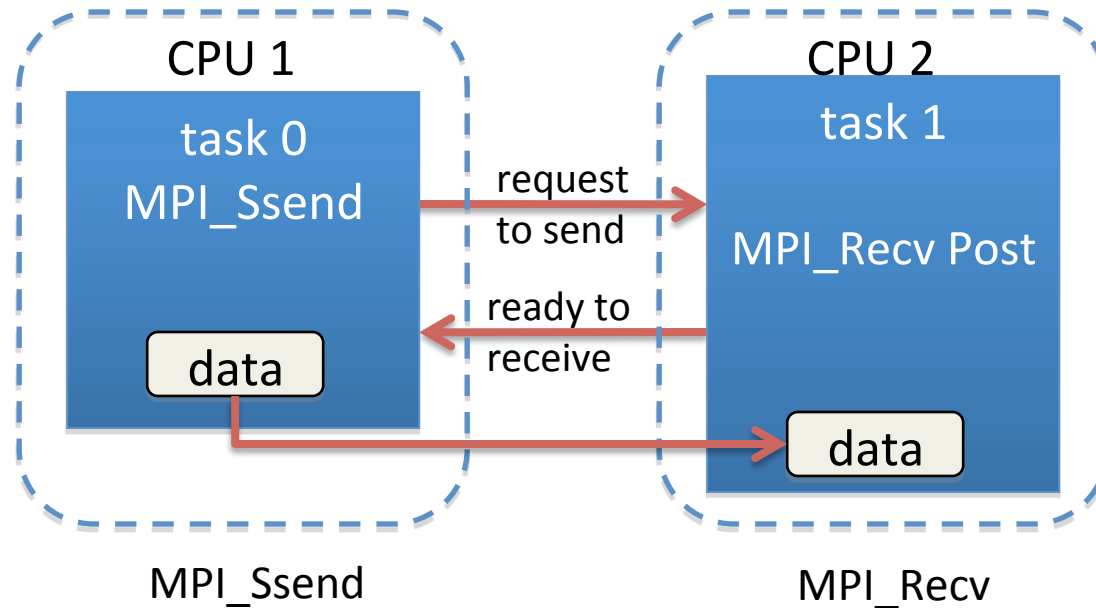 CPU 1
task 0
MPI_Ssend
data
request
to send
ready to
receive
CPU 2
task 1
MPI_Recv Post
data
MPI_Ssend
MPI_Recv